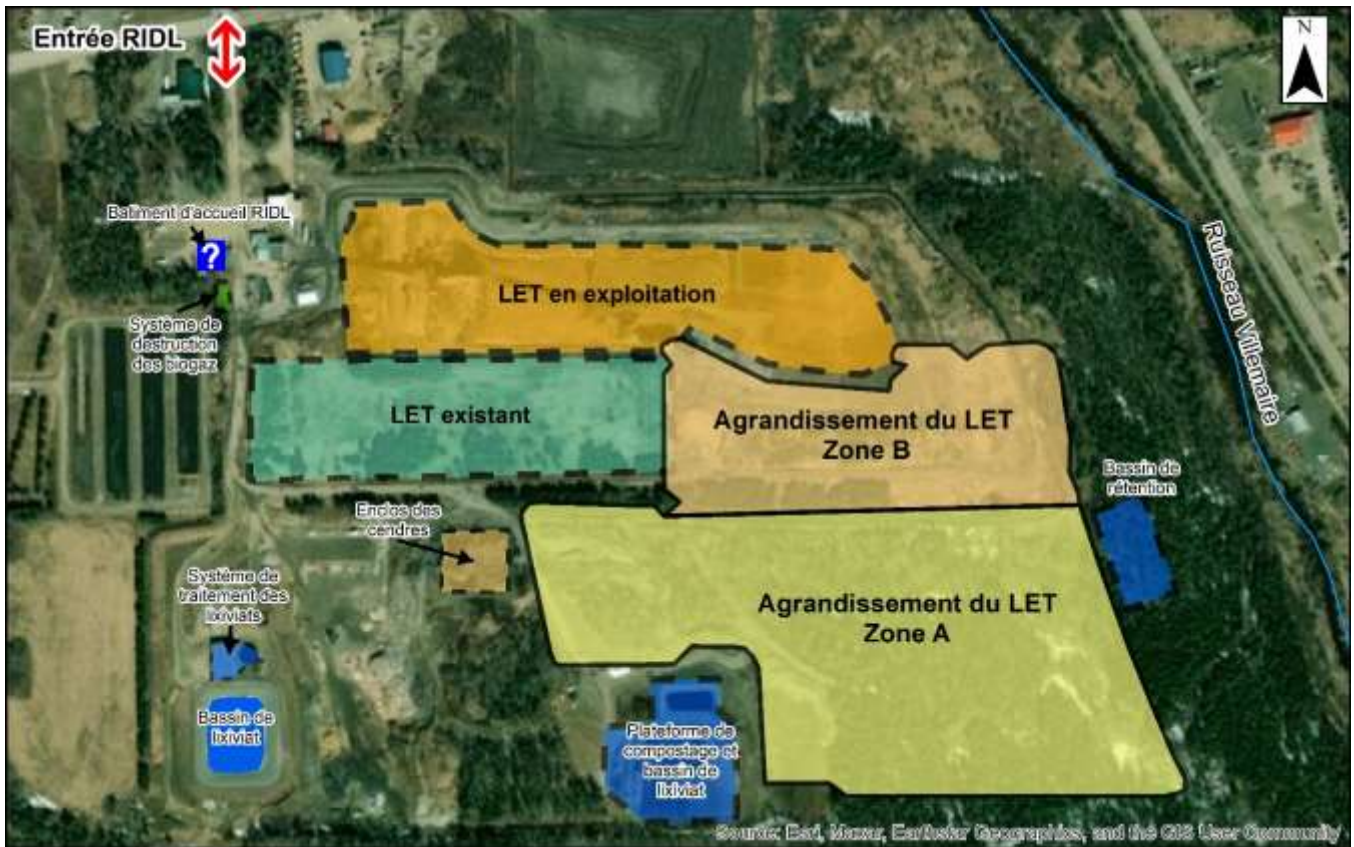 Entrée RIDL
N
Batiment d'accueil RIDL
?
Système de
destruction
des biogaz
LET en exploitation
Ruisseau Villemaire
LET existant
Agrandissement du LET
Zone B
Bassin de
rétention
Enclos des
cendres
Système de
traitement des
lixiviats
Agrandissement du LET
Zone A
Bassin de
lixiviat
Plateforme de
compostage et
bassin de
lixiviat
Source: Esri, Maxar, Earthstar Geographics, and the GIS User Community